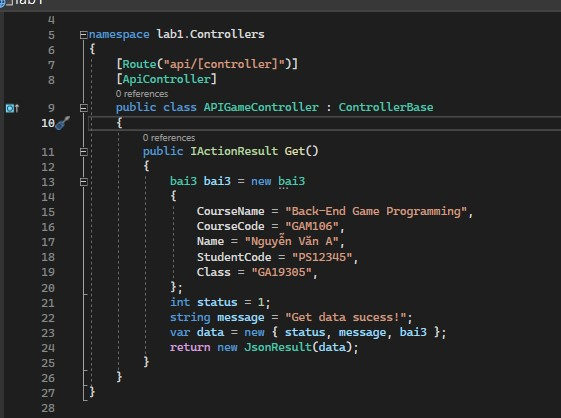 lab1
4
5 namespace lab1.Controllers
6 {
7 [Route("api/[controller]")]
8 [ApiController]
0 references
9 public class APIGameController : ControllerBase
10 {
0 references
11 public IActionResult Get()
12 {
13 bai3 bai3 = new bai3
14 {
15 CourseName = "Back-End Game Programming",
16 CourseCode = "GAM106",
17 Name = "Nguyễn Văn A",
18 StudentCode = "PS12345",
19 Class = "GA19305",
20 };
21 int status = 1;
22 string message = "Get data sucess!";
23 var data = new { status, message, bai3 };
24 return new JsonResult(data);
25 }
26 }
27 }
28